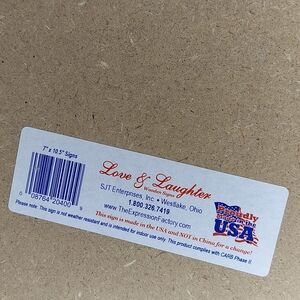 7" x 10.5" Signs
0 08764 20400 9
Love & Laughter
Wooden Signs
SJT Enterprises, Inc. • Westlake, Ohio
1.800.326.7419
www.TheExpressionFactory.com
Proudly
Made in the
USA
This sign is made in the USA and NOT in China for a change!
Please note: This sign is not weather resistant and is intended for indoor use only. This product complies with CARB Phase II